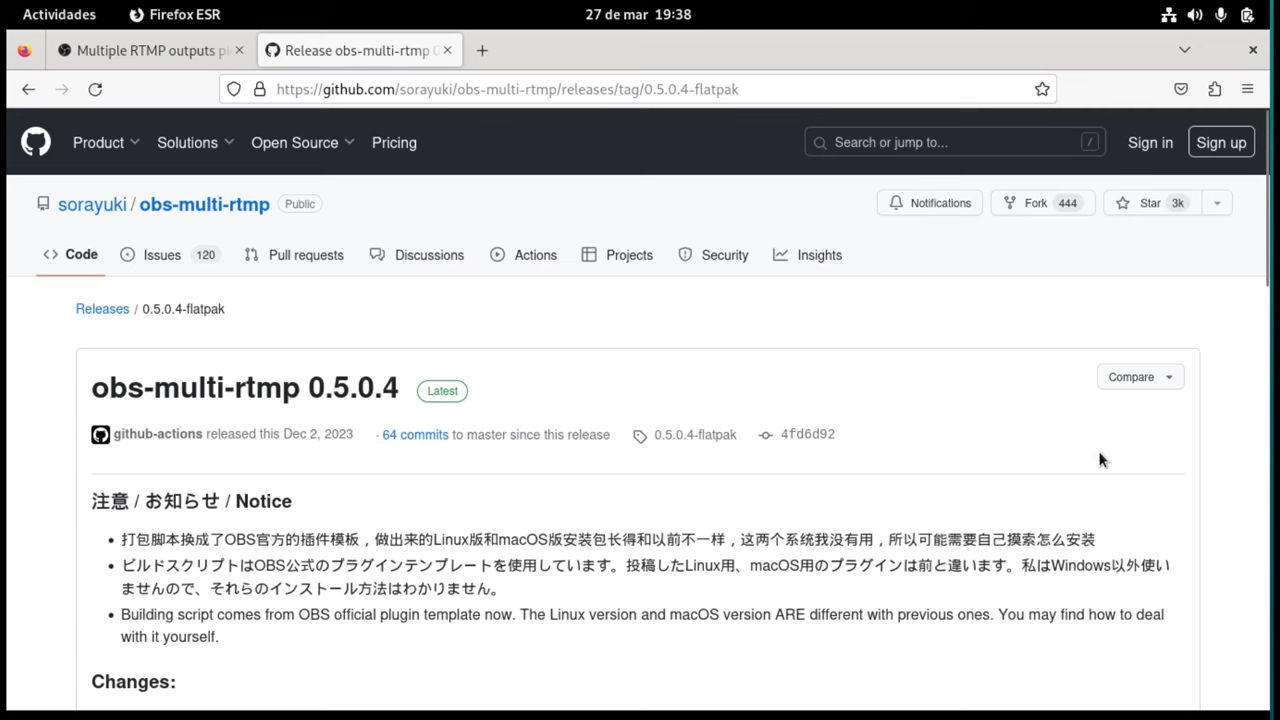 Actividades Firefox ESR 27 de mar 19:38
Multiple RTMP outputs pl Release obs-multi-rtmp 0
https://github.com/sorayuki/obs-multi-rtmp/releases/tag/0.5.0.4-flatpak
Product Solutions Open Source Pricing Search or jump to... / Sign in Sign up
sorayuki / obs-multi-rtmp Public Notifications Fork 444 Star 3k
Code Issues 120 Pull requests Discussions Actions Projects Security Insights
Releases / 0.5.0.4-flatpak
obs-multi-rtmp 0.5.0.4 Latest Compare
github-actions released this Dec 2, 2023 · 64 commits to master since this release 0.5.0.4-flatpak 4fd6d92
注意 / お知らせ / Notice
• 打包脚本换成了OBS官方的插件模板，做出来的Linux版和macOS版安装包长得和以前不一样，这两个系统我没有用，所以可能需要自己摸索怎么安装
• ビルドスクリプトはOBS公式のプラグインテンプレートを使用しています。投稿したLinux用、macOS用のプラグインは前と違います。私はWindows以外使い
ませんので、それらのインストール方法はわかりません。
• Building script comes from OBS official plugin template now. The Linux version and macOS version ARE different with previous ones. You may find how to deal
with it yourself.
Changes: